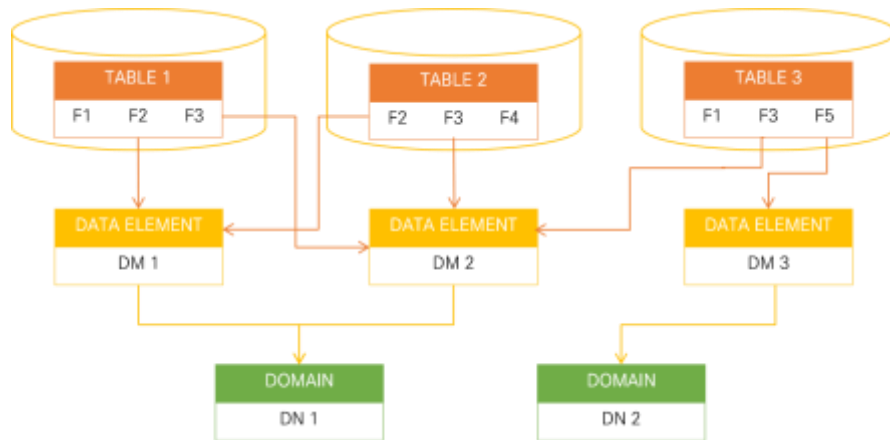 TABLE 1
F1 F2 F3
TABLE 2
F2 F3 F4
TABLE 3
F1 F3 F5
DATA ELEMENT
DM 1
DATA ELEMENT
DM 2
DATA ELEMENT
DM 3
DOMAIN
DN 1
DOMAIN
DN 2